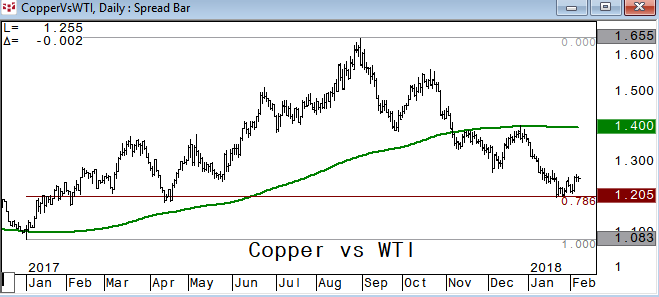 CopperVsWTI, Daily : Spread Bar
L= 1.255
Δ= -0.002
0.000
1.655
1.600
1.500
1.400
1.300
1.205
0.786
1.083
1.000
Copper vs WTI
1
2017 2018
Jan Feb Mar Apr May Jun Jul Aug Sep Oct Nov Dec Jan Feb